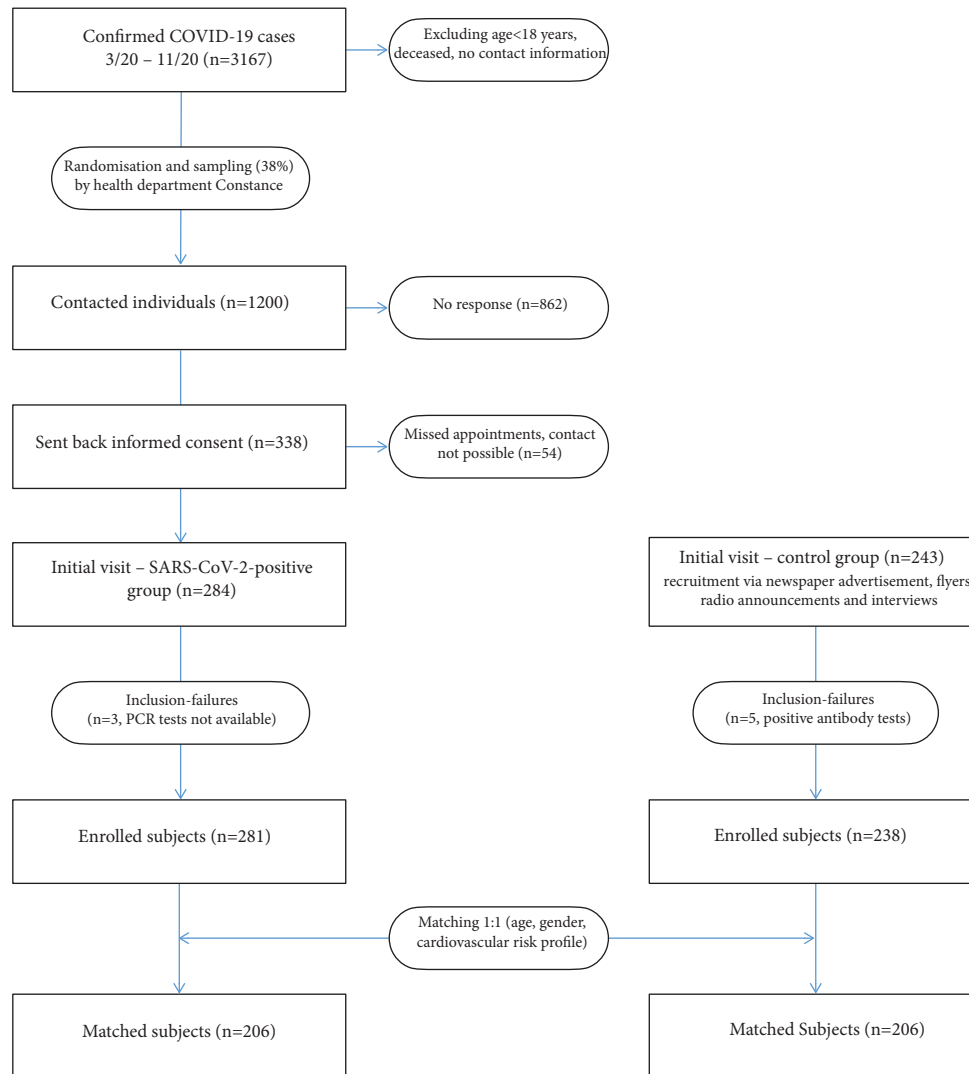 Confirmed COVID-19 cases
3/20 – 11/20 (n=3167)
Excluding age<18 years,
deceased, no contact information
Randomisation and sampling (38%)
by health department Constance
Contacted individuals (n=1200)
No response (n=862)
Sent back informed consent (n=338)
Missed appointments, contact
not possible (n=54)
Initial visit – SARS-CoV-2-positive
group (n=284)
Initial visit – control group (n=243)
recruitment via newspaper advertisement, flyers
radio announcements and interviews
Inclusion-failures
(n=3, PCR tests not available)
Inclusion-failures
(n=5, positive antibody tests)
Enrolled subjects (n=281)
Enrolled subjects (n=238)
Matching 1:1 (age, gender,
cardiovascular risk profile)
Matched subjects (n=206)
Matched Subjects (n=206)